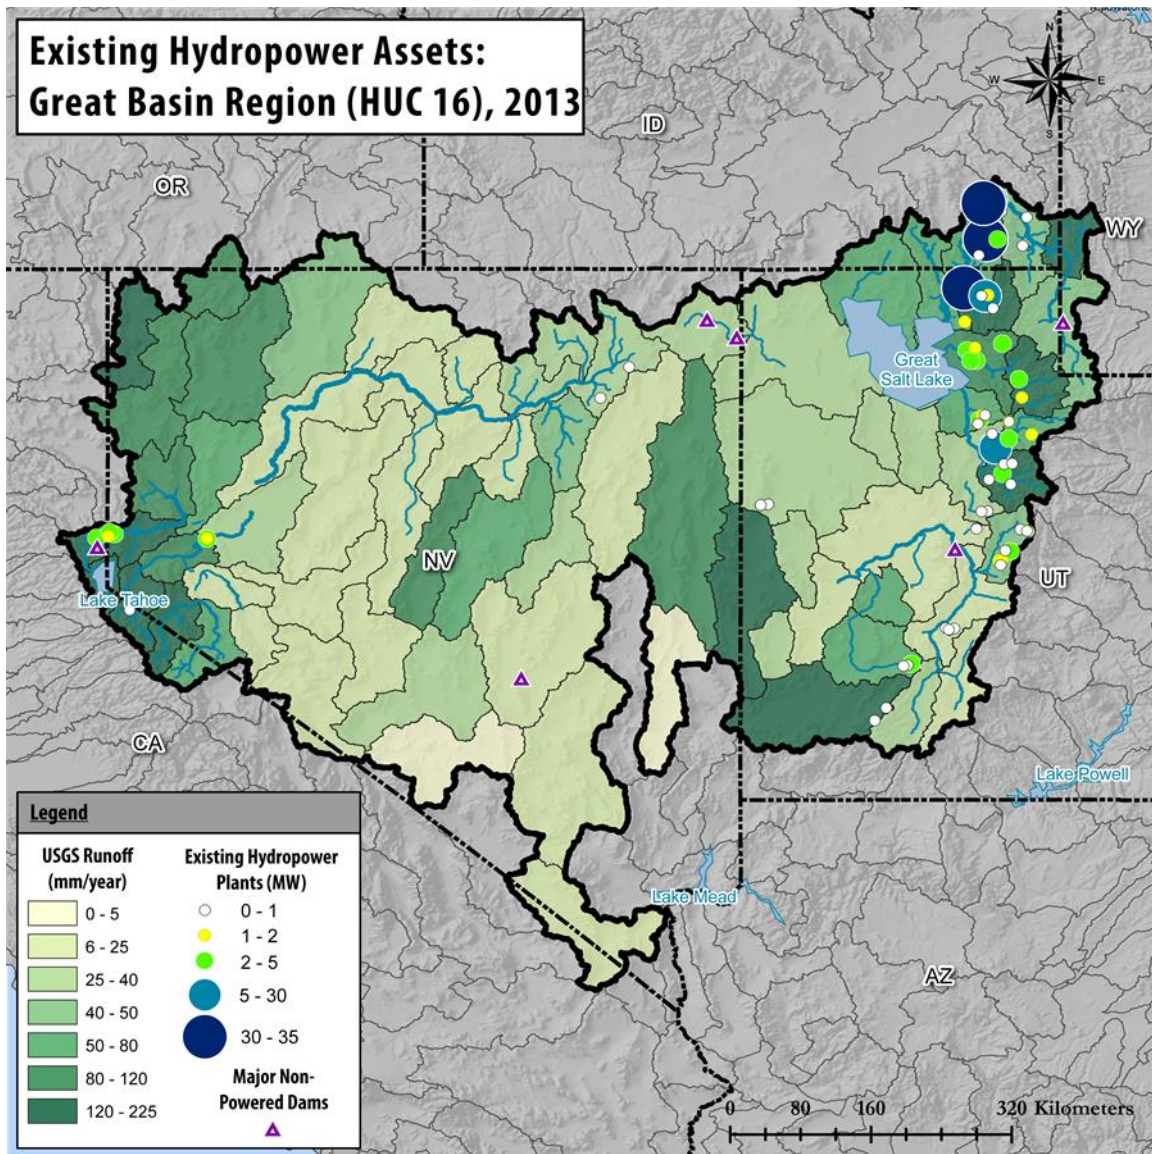 Existing Hydropower Assets:
Great Basin Region (HUC 16), 2013
N
W
E
S
ID
OR
WY
Great
Salt Lake
NV
Lake Tahoe
UT
CA
Lake Powell
Lake Mead
AZ
Legend
USGS Runoff
(mm/year)
0 - 5
6 - 25
25 - 40
40 - 50
50 - 80
80 - 120
120 - 225
Existing Hydropower
Plants (MW)
0 - 1
1 - 2
2 - 5
5 - 30
30 - 35
Major Non-
Powered Dams
0 80 160 320 Kilometers